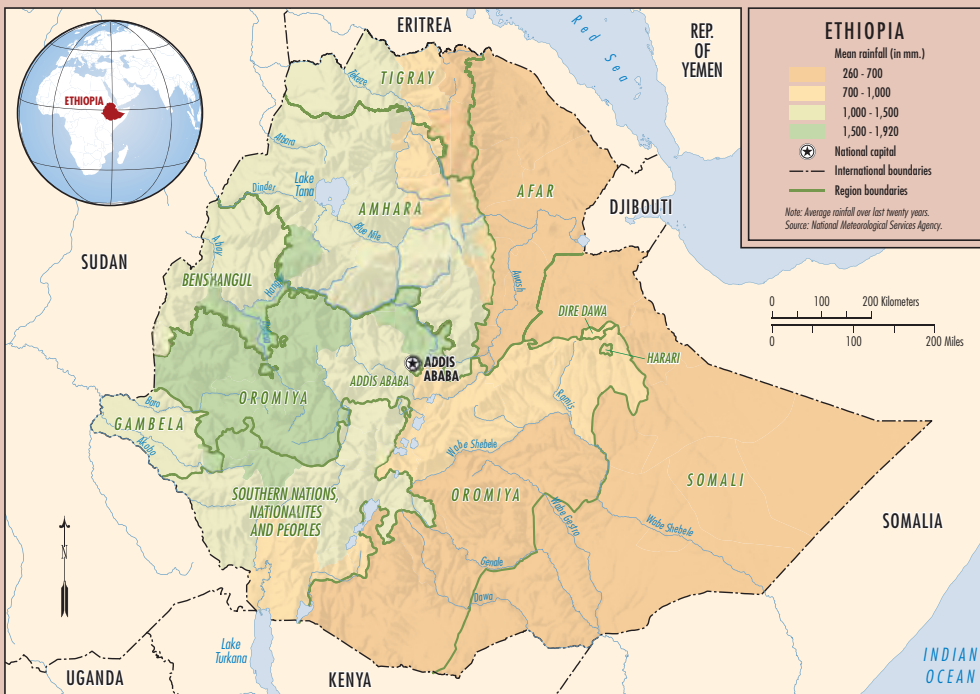 ERITREA
Red Sea
REP.
OF
YEMEN
ETHIOPIA
Mean rainfall (in mm.)
260 - 700
700 - 1,000
1,000 - 1,500
1,500 - 1,920
National capital
International boundaries
Region boundaries
Note: Average rainfall over last twenty years.
Source: National Meteorological Services Agency.
ETHIOPIA
Tekeze
TIGRAY
Atbara
Lake
Tana
Dinder
AMHARA
AFAR
DJIBOUTI
Blue Nile
Abay
SUDAN
BENSHANGUL
Hanger
Awash
0 100 200 Kilometers
0 100 200 Miles
DIRE DAWA
HARARI
ADDIS
ABABA
ADDIS ABABA
OROMIYA
Ramis
Baro
GAMBELA
Akobo
Wabe Shebele
SOMALI
SOUTHERN NATIONS,
NATIONALITES
AND PEOPLES
OROMIYA
Wabe Gestro
Wabe Shebele
SOMALIA
N
Genale
Dawa
Lake
Turkana
UGANDA
KENYA
INDIAN
OCEAN